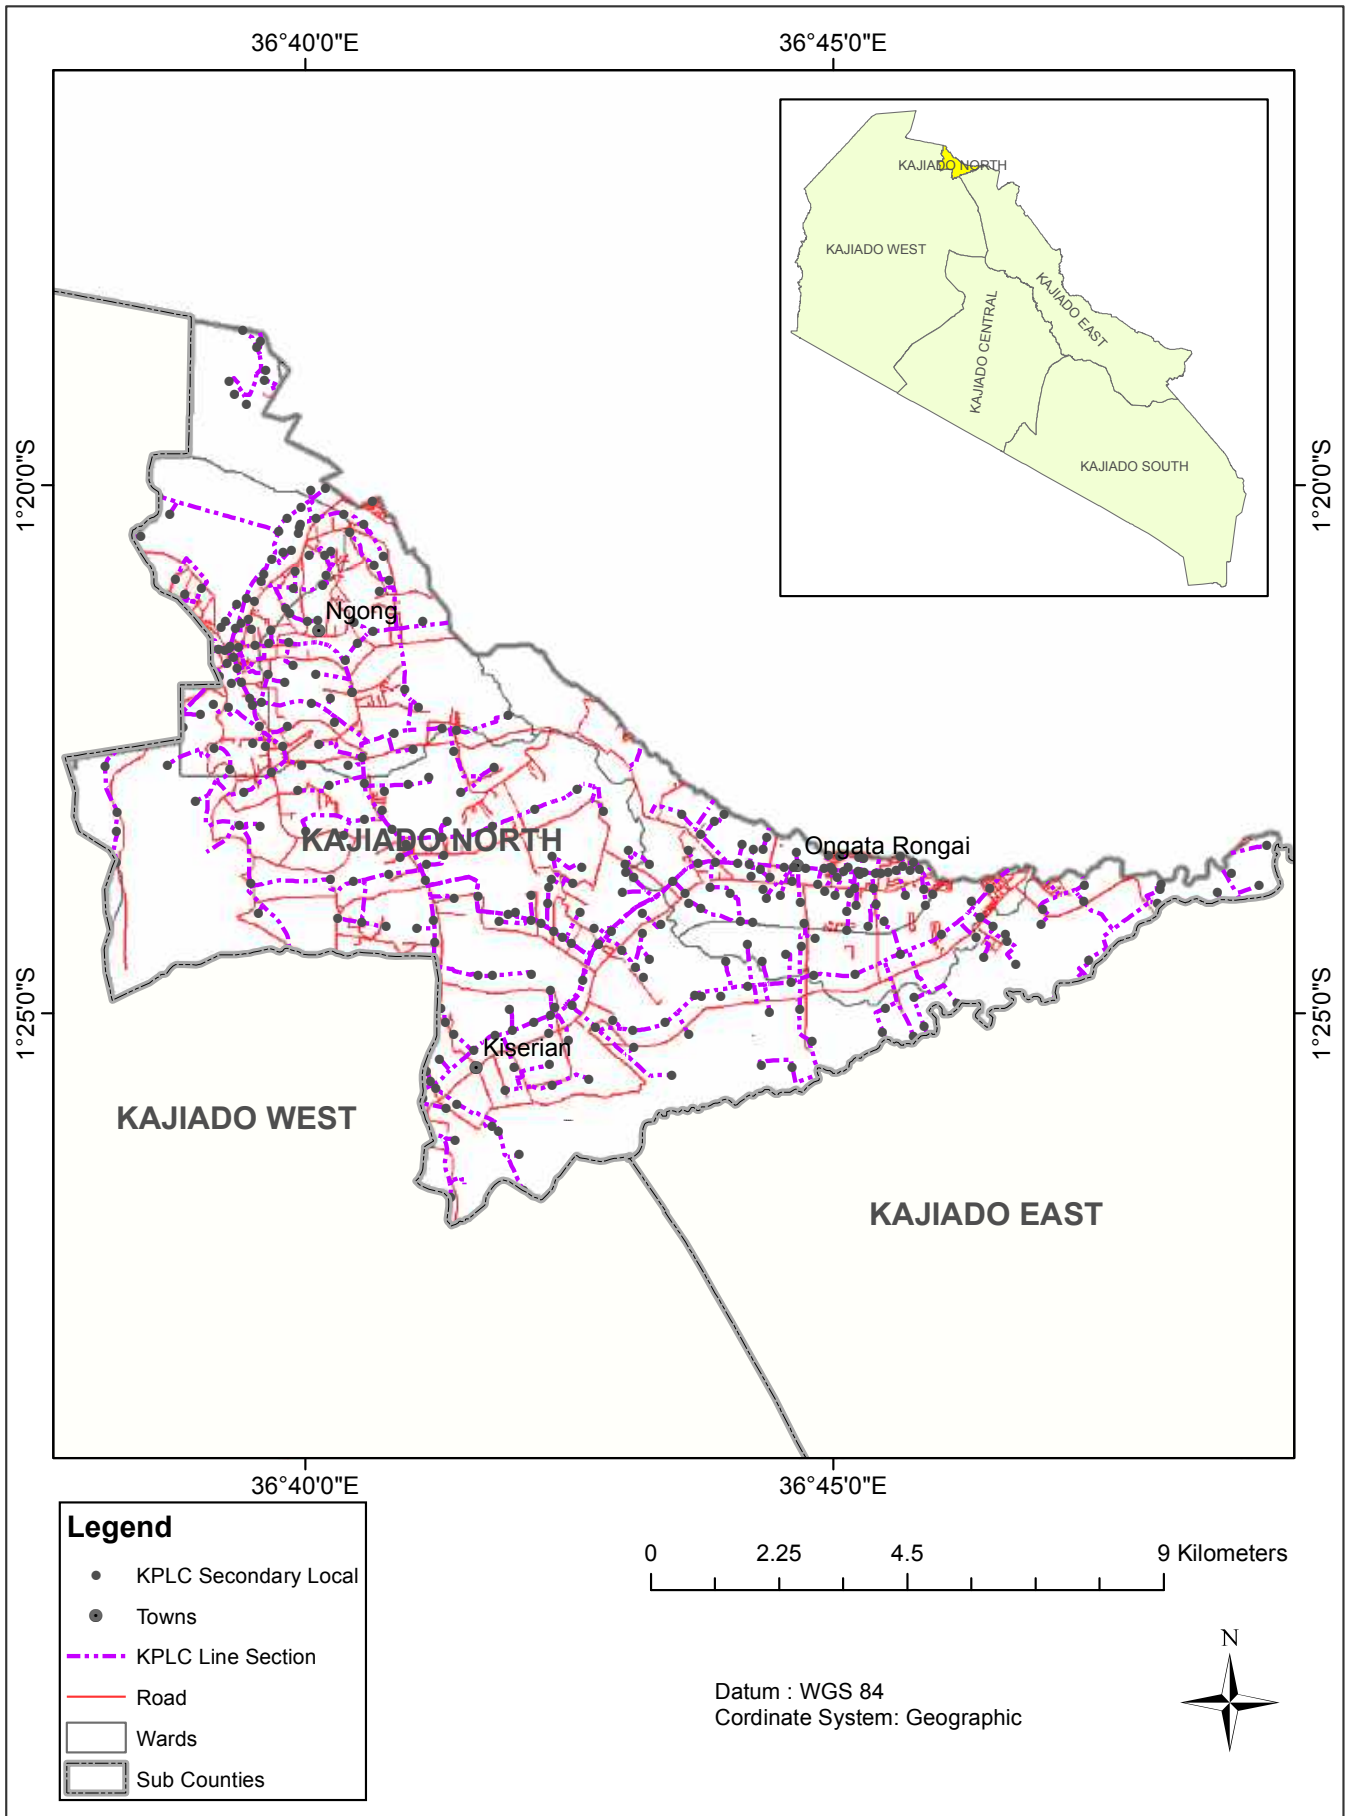 36°40'0"E
36°45'0"E
KAJIADO NORTH
KAJIADO WEST
KAJIADO EAST
KAJIADO CENTRAL
KAJIADO SOUTH
1°20'0"S
1°20'0"S
Ngong
KAJIADO NORTH
Ongata Rongai
1°25'0"S
1°25'0"S
Kiserian
KAJIADO WEST
KAJIADO EAST
36°40'0"E
36°45'0"E
Legend
KPLC Secondary Local
Towns
KPLC Line Section
Road
Wards
Sub Counties
0 2.25 4.5 9 Kilometers
N
Datum : WGS 84
Cordinate System: Geographic